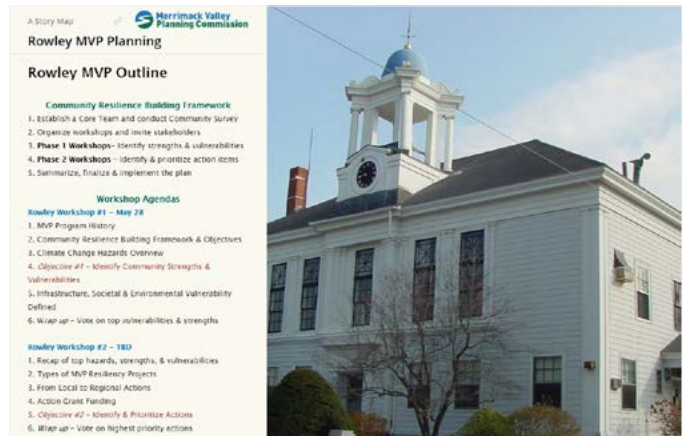 A Story Map
Merrimack Valley
Planning Commission
Rowley MVP Planning
Rowley MVP Outline
Community Resilience Building Framework
1. Establish a Core Team and conduct Community Survey
2. Organize workshops and invite stakeholders
3. Phase 1 Workshops– Identify strengths & vulnerabilities
4. Phase 2 Workshops – Identify & prioritize action items
5. Summarize, finalize & implement the plan
Workshop Agendas
Rowley Workshop #1 – May 28
1. MVP Program History
2. Community Resilience Building Framework & Objectives
3. Climate Change Hazards Overview
4. Objective #1 – Identify Community Strengths &
Vulnerabilities
5. Infrastructure, Societal & Environmental Vulnerability
Defined
6. Wrap up – Vote on top vulnerabilities & strengths
Rowley Workshop #2 – TBD
1. Recap of top hazards, strengths, & vulnerabilities
2. Types of MVP Resiliency Projects
3. From Local to Regional Actions
4. Action Grant Funding
5. Objective #2 – Identify & Prioritize Actions
6. Wrap up – Vote on highest priority actions